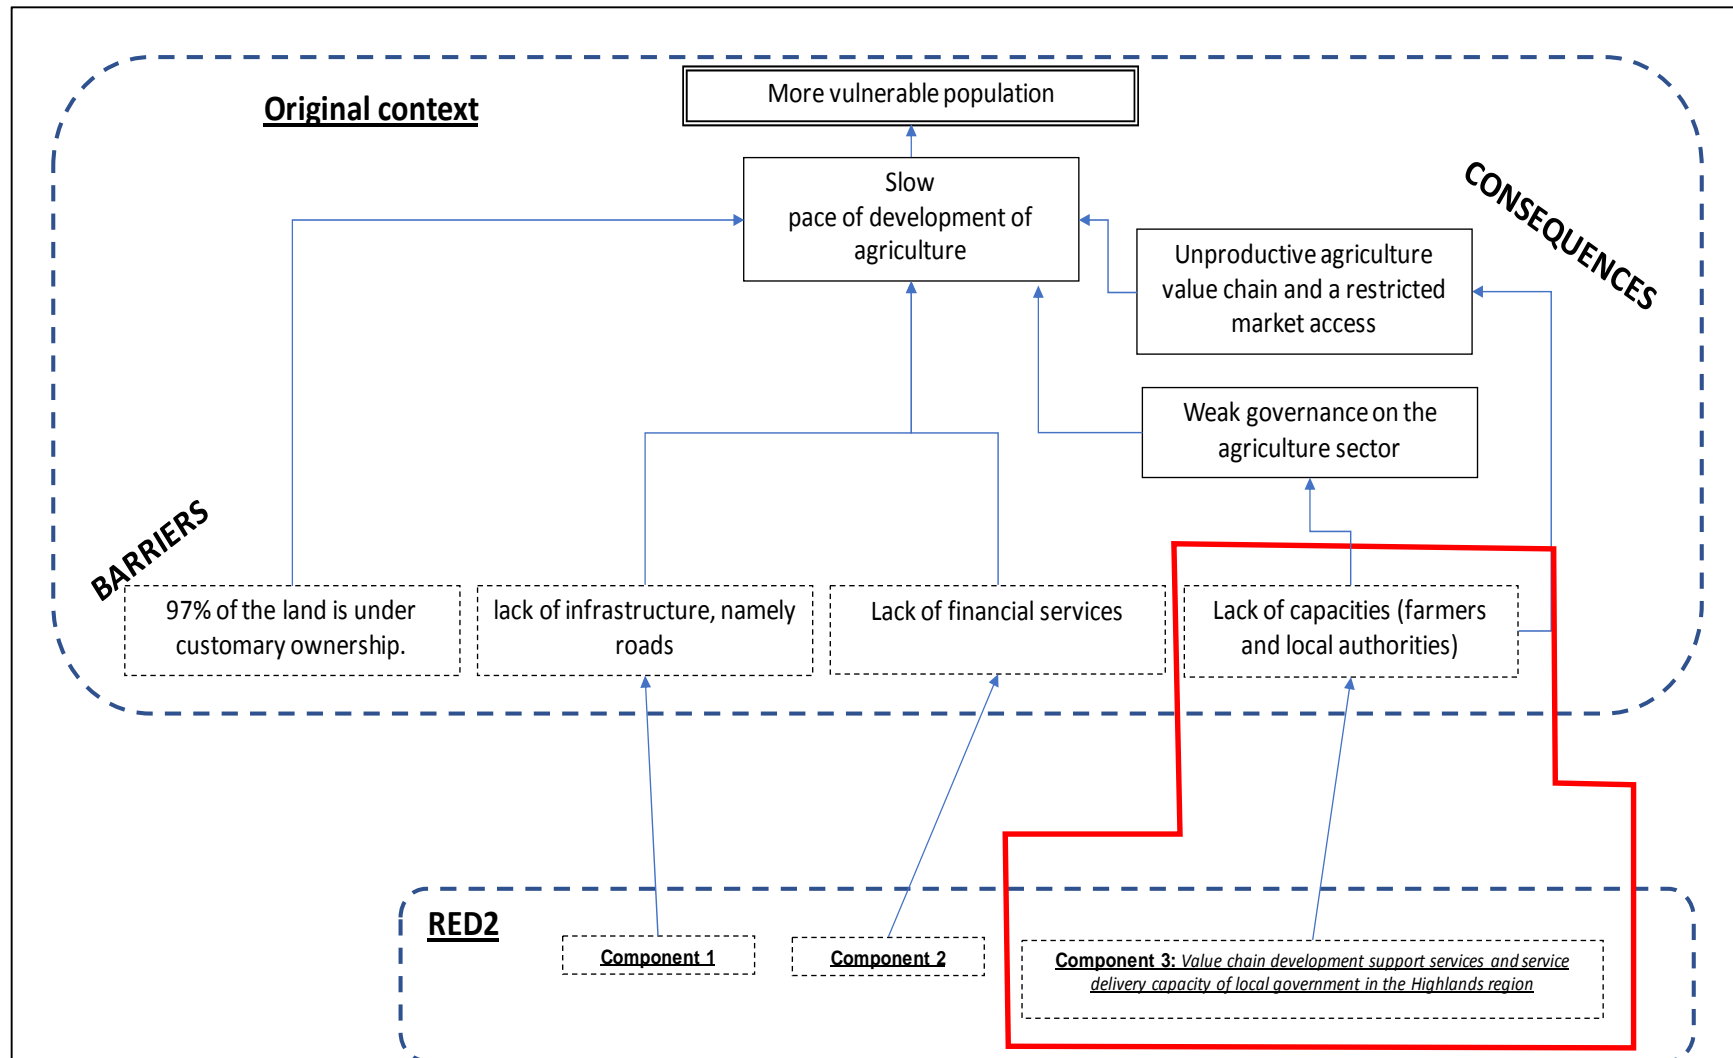 Original context
More vulnerable population
Slow
pace of development of
agriculture
CONSEQUENCES
Unproductive agriculture
value chain and a restricted
market access
Weak governance on the
agriculture sector
BARRIERS
97% of the land is under
customary ownership.
lack of infrastructure, namely
roads
Lack of financial services
Lack of capacities (farmers
and local authorities)
RED2
Component 1
Component 2
Component 3: Value chain development support services and service
delivery capacity of local government in the Highlands region